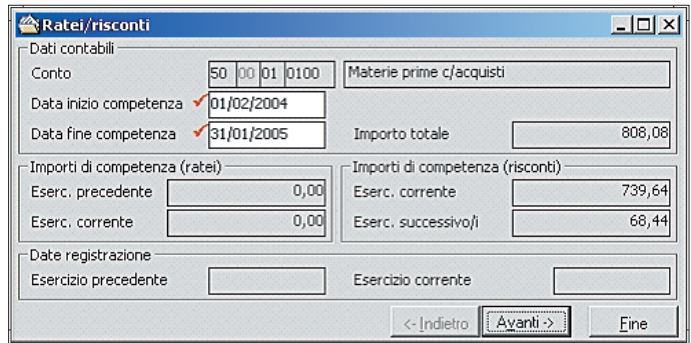 Ratei/risconti
Dati contabili
Conto 50 00 01 0100 Materie prime c/acquisti
Data inizio competenza 01/02/2004
Data fine competenza 31/01/2005 Importo totale 808,08
Importi di competenza (ratei) Importi di competenza (risconti)
Eserc. precedente 0,00 Eserc. corrente 739,64
Eserc. corrente 0,00 Eserc. successivo/i 68,44
Date registrazione
Esercizio precedente Esercizio corrente
<- Indietro Avanti -> Fine